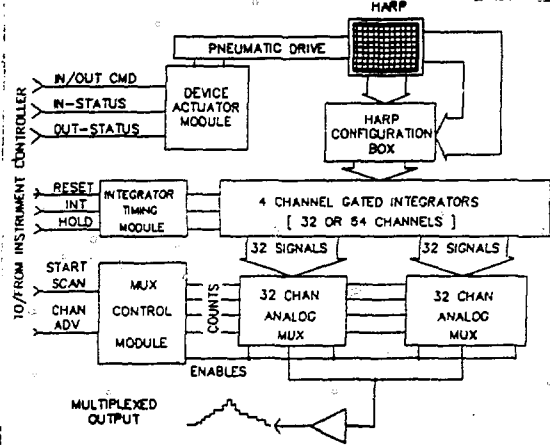 HARP
PNEUMATIC DRIVE
IN/OUT CMD
IN-STATUS
OUT-STATUS
DEVICE
ACTUATOR
MODULE
HARP
CONFIGURATION
BOX
TO/FROM INSTRUMENT CONTROLLER
RESET
INT
HOLD
INTEGRATOR
TIMING
MODULE
4 CHANNEL GATED INTEGRATORS
[ 32 OR 64 CHANNELS ]
32 SIGNALS
32 SIGNALS
START
SCAN
CHAN
ADV
MUX
CONTROL
MODULE
COUNTS
32 CHAN
ANALOG
MUX
32 CHAN
ANALOG
MUX
ENABLES
MULTIPLEXED
OUTPUT